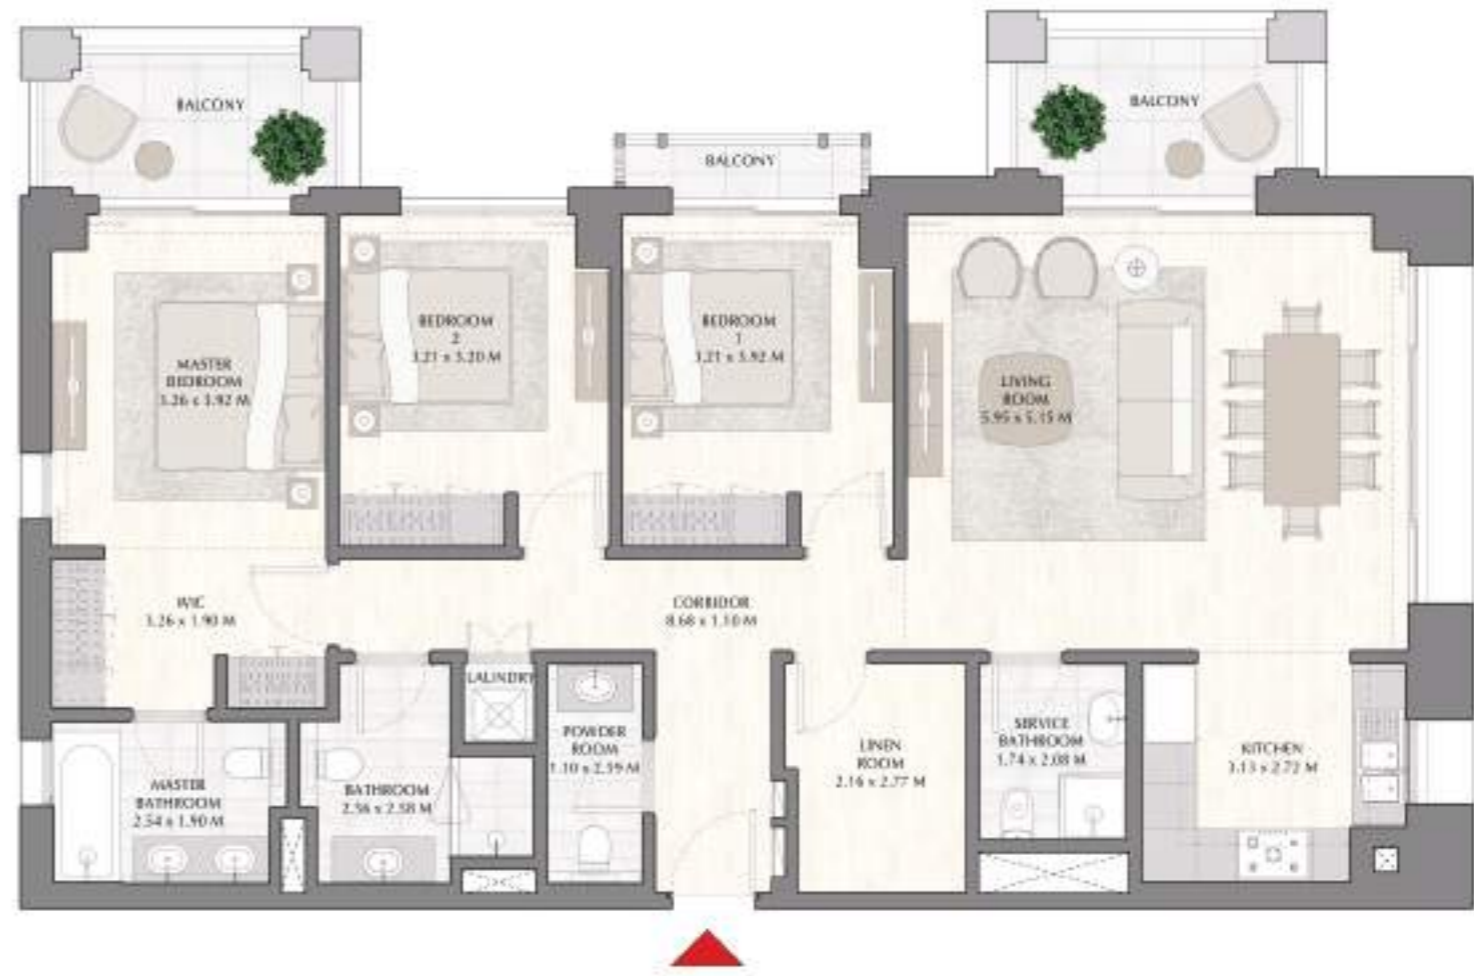 BALCONY
BALCONY
BALCONY
MASTER
BEDROOM
3.26 x 3.92 M
BEDROOM
2
3.21 x 3.20 M
BEDROOM
1
3.21 x 3.92 M
LIVING
ROOM
5.95 x 5.15 M
WIC
3.26 x 1.90 M
CORRIDOR
8.68 x 1.10 M
LAUNDRY
POWDER
ROOM
1.10 x 2.59 M
MASTER
BATHROOM
2.54 x 1.90 M
BATHROOM
2.56 x 2.58 M
LINEN
ROOM
2.16 x 2.77 M
SERVICE
BATHROOM
1.74 x 2.08 M
KITCHEN
3.13 x 2.72 M